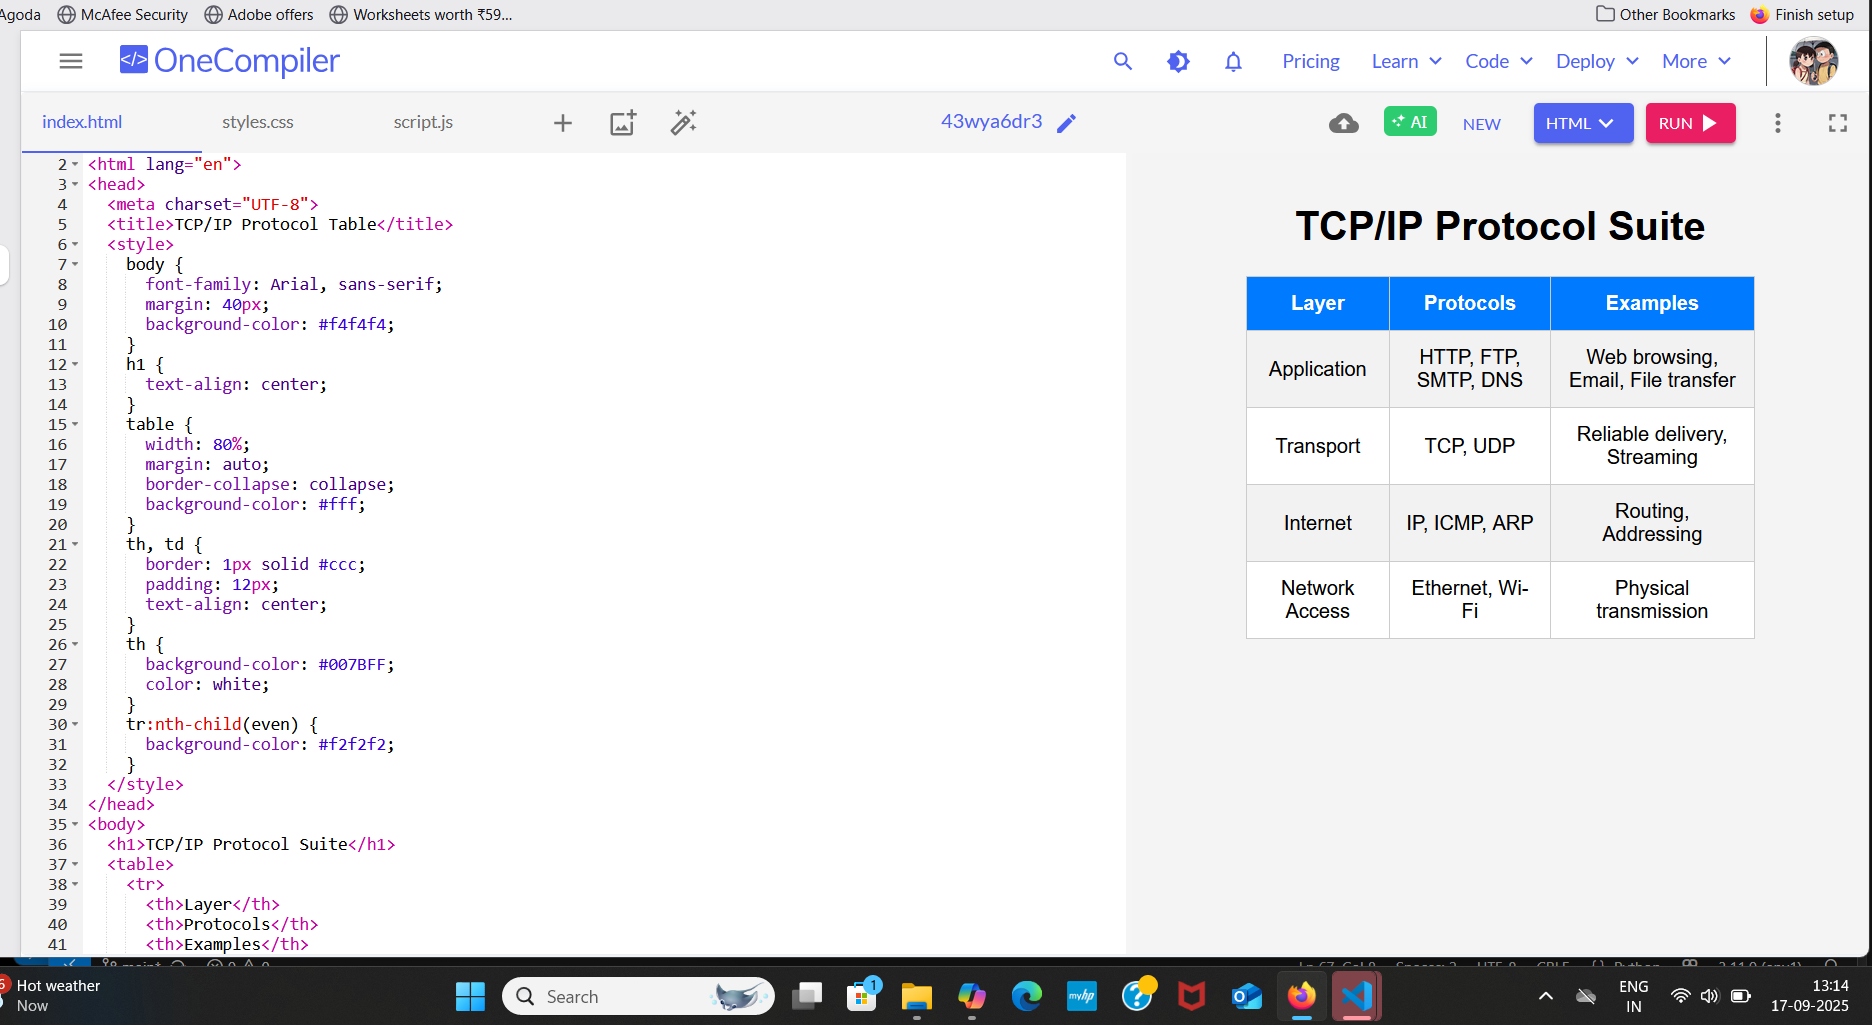 Agoda McAfee Security Adobe offers Worksheets worth ₹59... Other Bookmarks Finish setup
</> OneCompiler Pricing Learn Code Deploy More
index.html styles.css script.js 43wya6dr3 AI NEW HTML RUN
2 <html lang="en">
3 <head>
4 <meta charset="UTF-8">
5 <title>TCP/IP Protocol Table</title>
6 <style>
7 body {
8 font-family: Arial, sans-serif;
9 margin: 40px;
10 background-color: #f4f4f4;
11 }
12 h1 {
13 text-align: center;
14 }
15 table {
16 width: 80%;
17 margin: auto;
18 border-collapse: collapse;
19 background-color: #fff;
20 }
21 th, td {
22 border: 1px solid #ccc;
23 padding: 12px;
24 text-align: center;
25 }
26 th {
27 background-color: #007BFF;
28 color: white;
29 }
30 tr:nth-child(even) {
31 background-color: #f2f2f2;
32 }
33 </style>
34 </head>
35 <body>
36 <h1>TCP/IP Protocol Suite</h1>
37 <table>
38 <tr>
39 <th>Layer</th>
40 <th>Protocols</th>
41 <th>Examples</th>
TCP/IP Protocol Suite
Layer Protocols Examples
Application HTTP, FTP, SMTP, DNS Web browsing, Email, File transfer
Transport TCP, UDP Reliable delivery, Streaming
Internet IP, ICMP, ARP Routing, Addressing
Network Access Ethernet, Wi-Fi Physical transmission
Hot weather
Now
Search
1
myhp
ENG
IN
13:14
17-09-2025